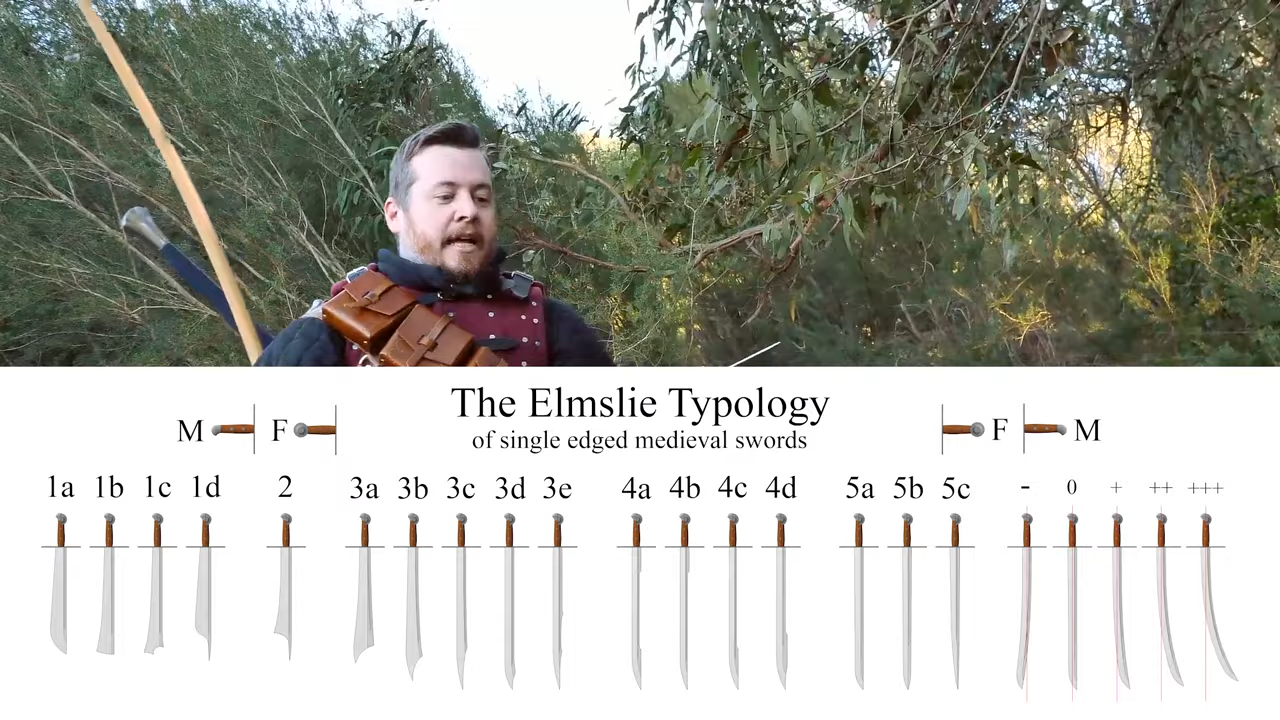 The Elmslie Typology
of single edged medieval swords
M F F M
1a 1b 1c 1d 2 3a 3b 3c 3d 3e 4a 4b 4c 4d 5a 5b 5c - 0 + ++ +++